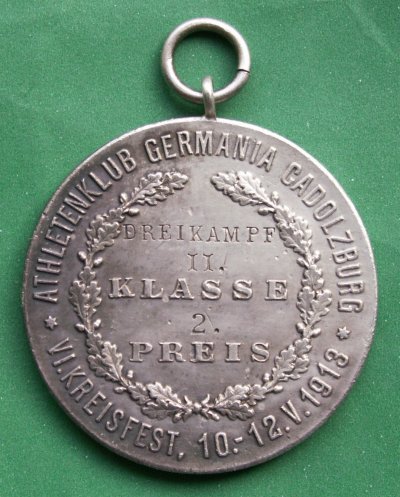 ATHLETENKLUB GERMANIA CADOLZBURG
DREIKAMPF
II.
KLASSE
2.
PREIS
* VI.KREISFEST, 10.-12.V.1913 *